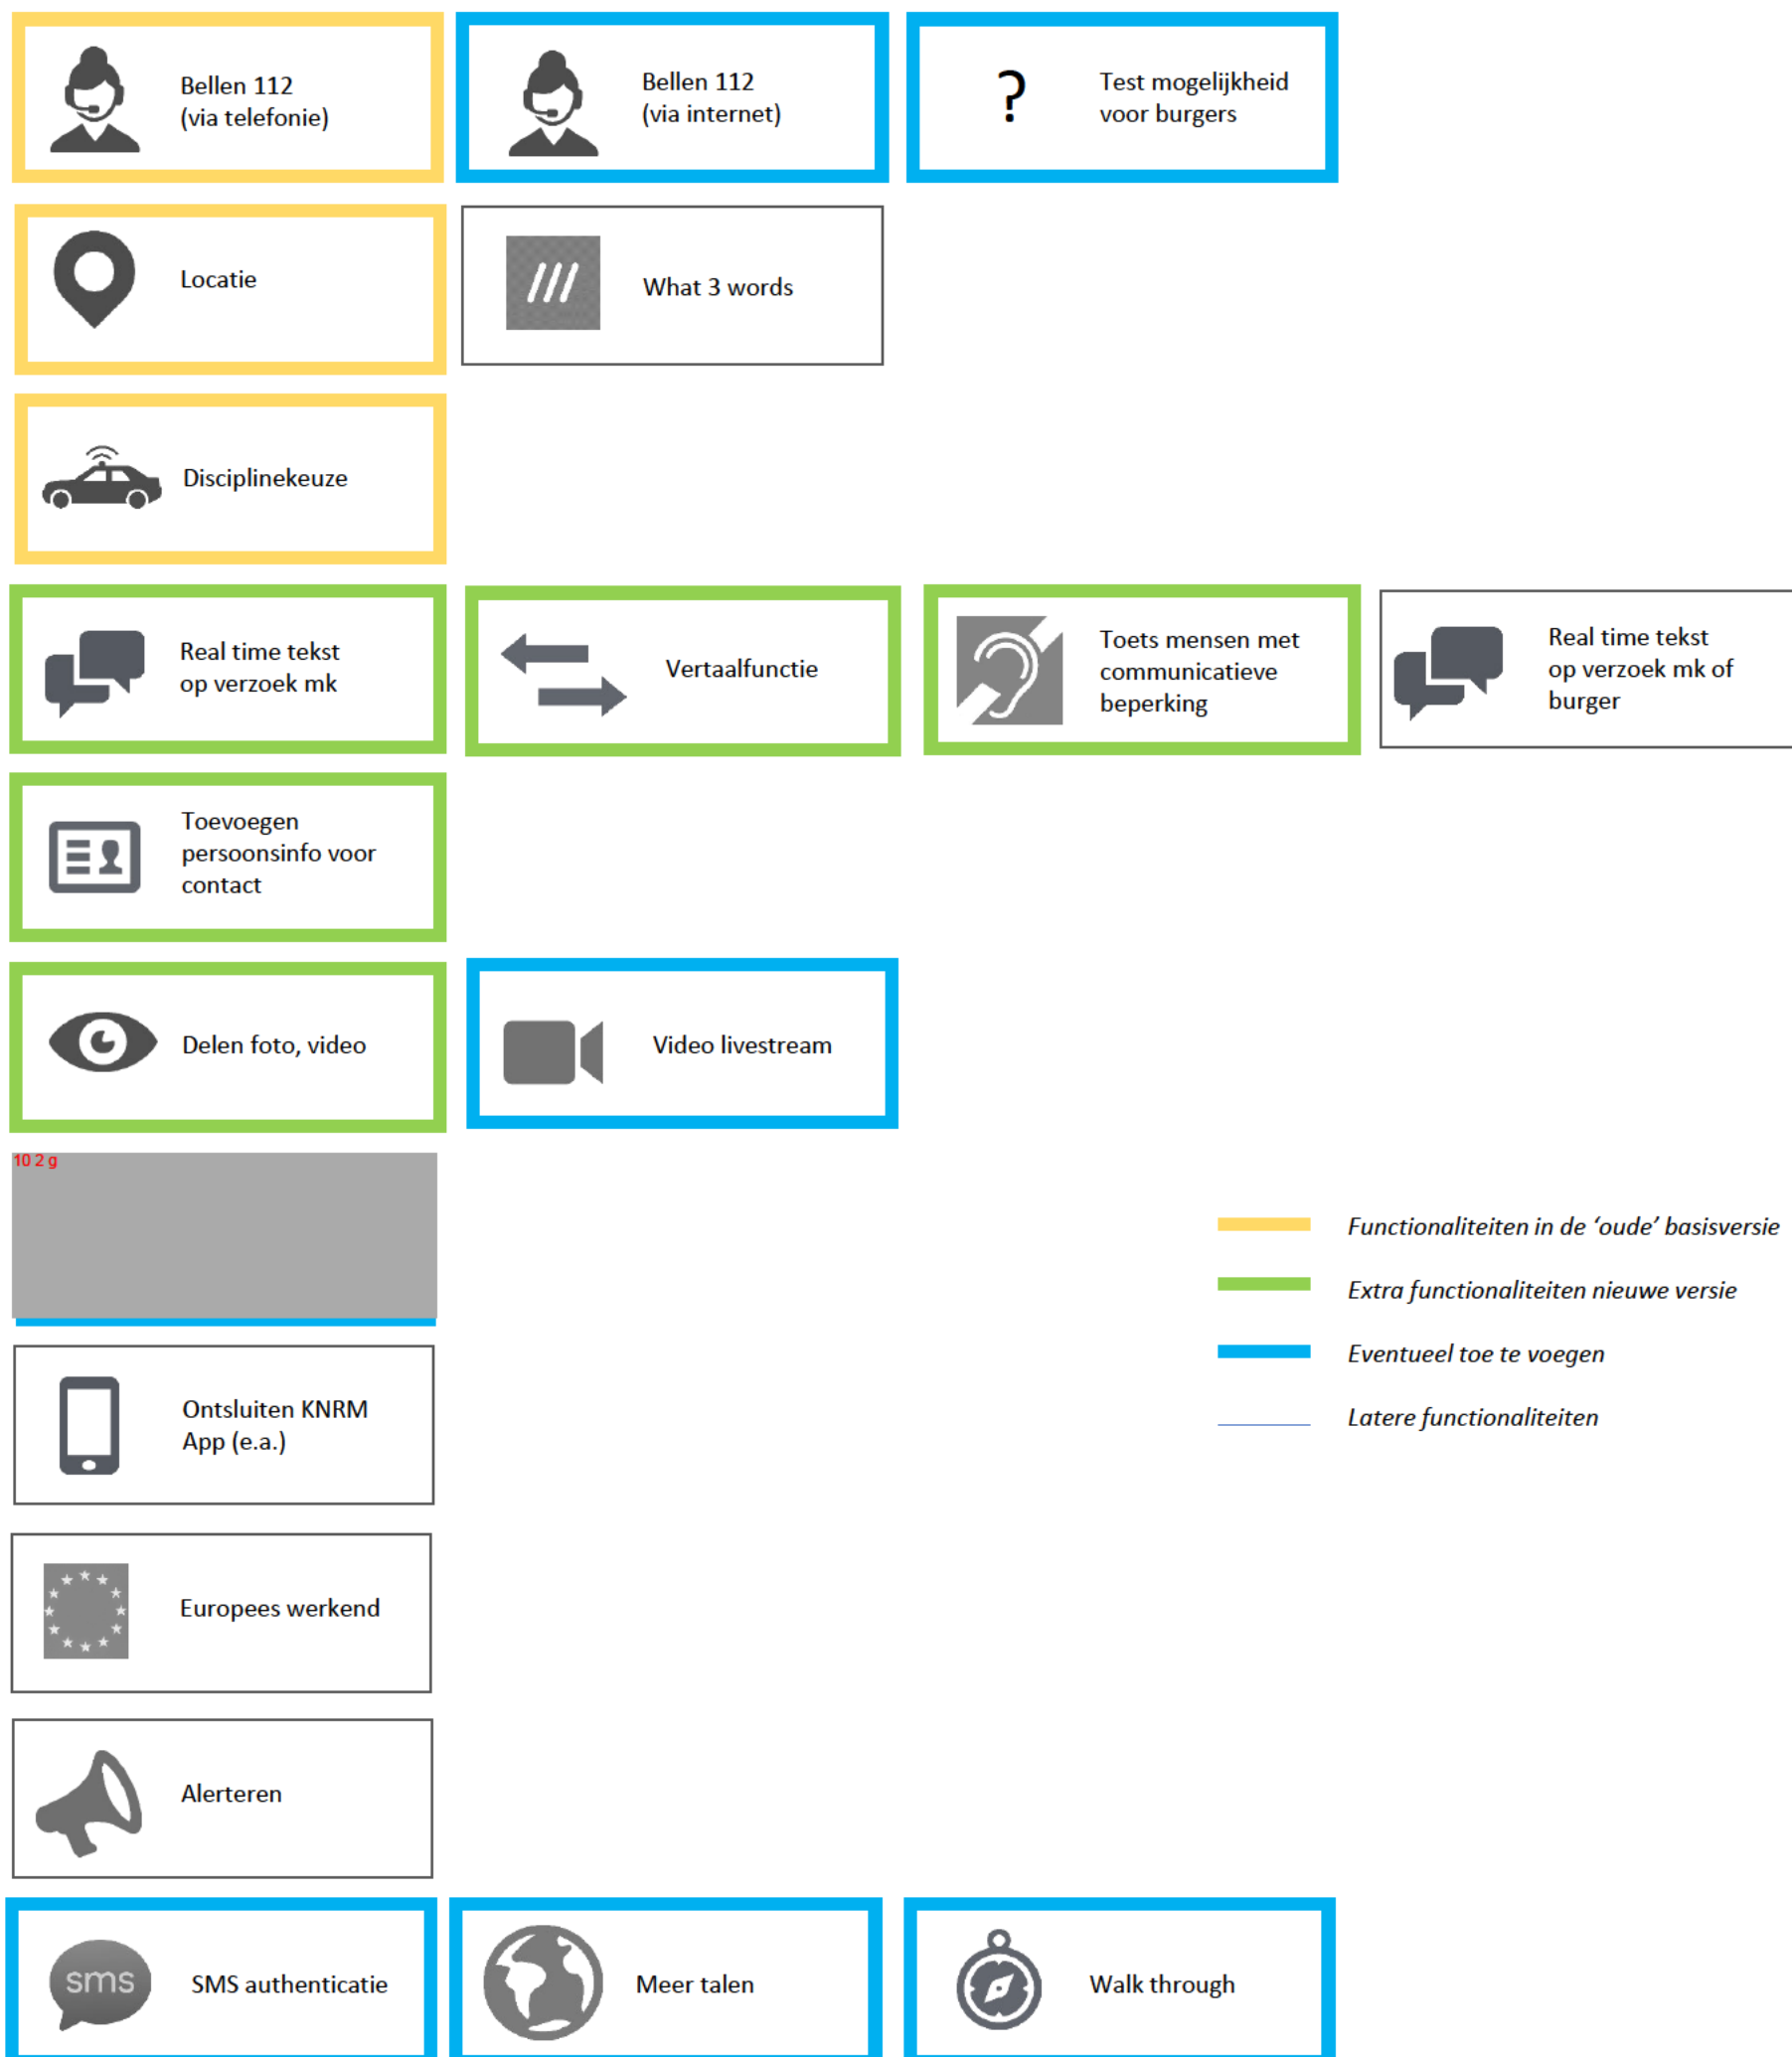 Bellen 112
(via telefonie)
Bellen 112
(via internet)
?
Test mogelijkheid
voor burgers
Locatie
What 3 words
Disciplinekeuze
Real time tekst
op verzoek mk
Vertaalfunctie
Toets mensen met
communicatieve
beperking
Real time tekst
op verzoek mk of
burger
Toevoegen
persoonsinfo voor
contact
Delen foto, video
Video livestream
10 2 g
Functionaliteiten in de ‘oude’ basisversie
Extra functionaliteiten nieuwe versie
Eventueel toe te voegen
Latere functionaliteiten
Ontsluiten KNRM
App (e.a.)
Europees werkend
Alerteren
sms
SMS authenticatie
Meer talen
Walk through